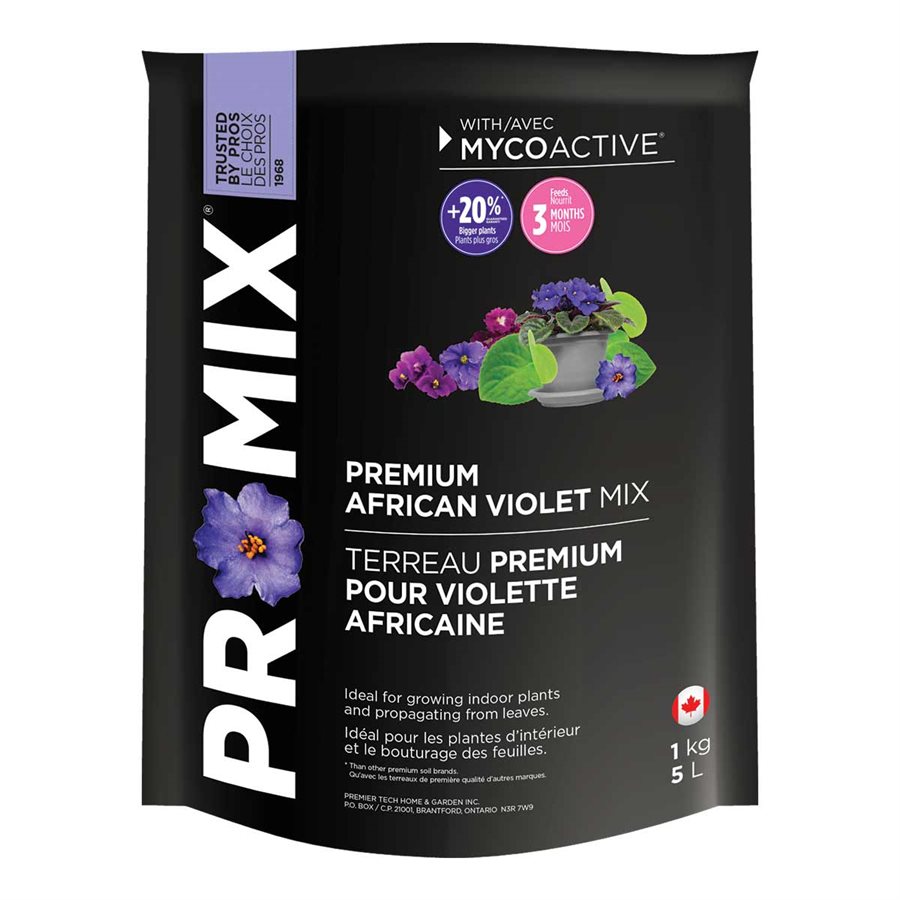 TRUSTED
BY PROS
LE CHOIX
DES PROS
1968
PRO MIX®
WITH/AVEC
MYCOACTIVE®
+20%*
GUARANTEED
GARANTI
Bigger plants
Plants plus gros
Feeds
Nourrit
3 MONTHS
MOIS
PREMIUM
AFRICAN VIOLET MIX
TERREAU PREMIUM
POUR VIOLETTE
AFRICAINE
Ideal for growing indoor plants
and propagating from leaves.
Idéal pour les plantes d'intérieur
et le bouturage des feuilles.
* Than other premium soil brands.
Qu'avec les terreaux de première qualité d'autres marques.
PREMIER TECH HOME & GARDEN INC.
P.O. BOX / C.P. 21001, BRANTFORD, ONTARIO N3R 7W9
1 kg
5 L